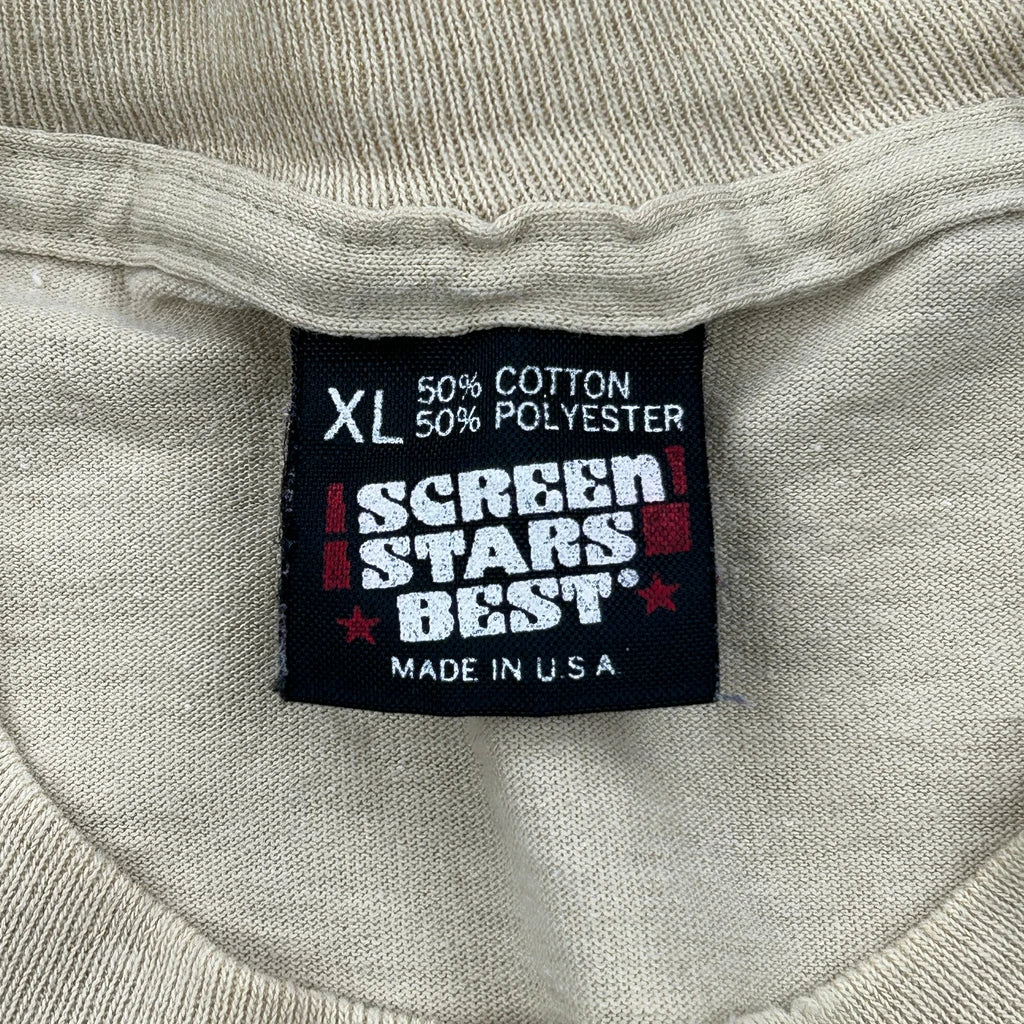 XL 50% COTTON
50% POLYESTER
SCREEN
STARS
BEST®
MADE IN U.S.A.